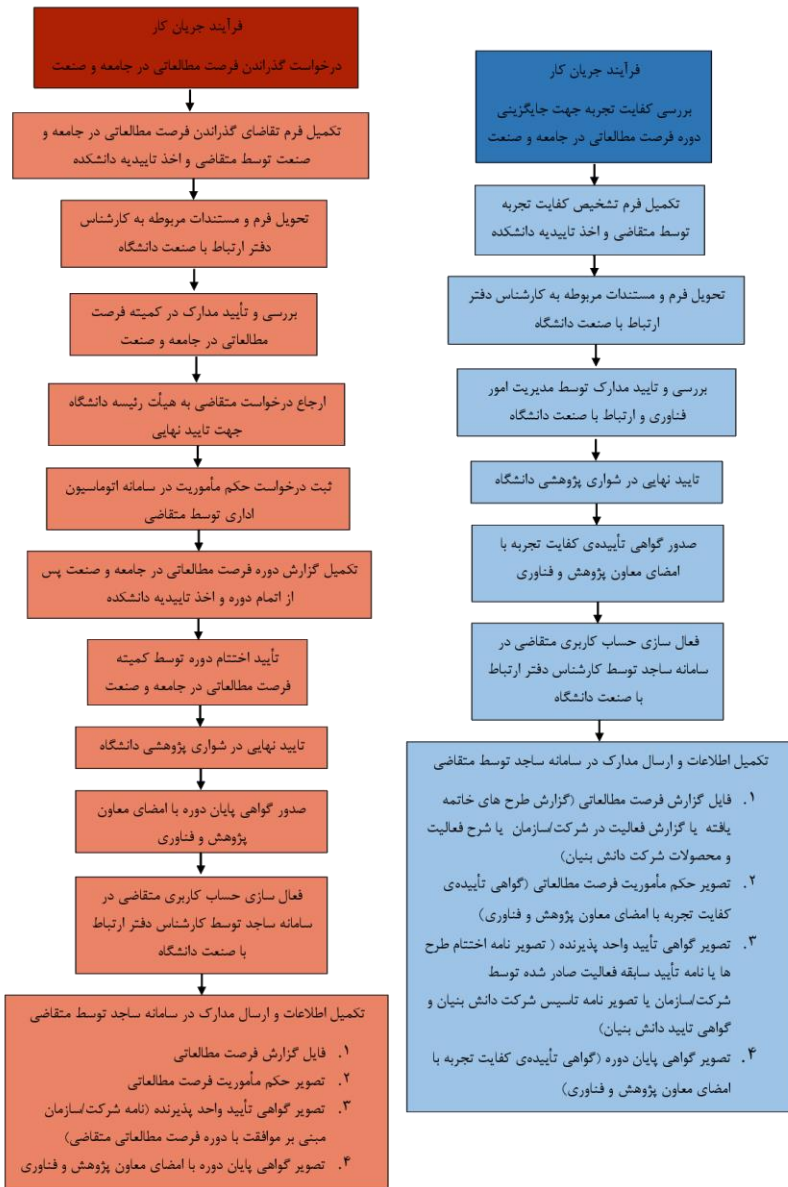 فرآیند جریان کار
درخواست گذراندن فرصت مطالعاتی در جامعه و صنعت
تکمیل فرم تقاضای گذراندن فرصت مطالعاتی در جامعه و
صنعت توسط متقاضی و اخذ تاییدیه دانشکده
تحویل فرم و مستندات مربوطه به کارشناس
دفتر ارتباط با صنعت دانشگاه
بررسی و تأیید مدارک در کمیته فرصت
مطالعاتی در جامعه و صنعت
ارجاع درخواست متقاضی به هیأت رئیسه دانشگاه
جهت تایید نهایی
ثبت درخواست حکم مأموریت در سامانه اتوماسیون
اداری توسط متقاضی
تکمیل گزارش دوره فرصت مطالعاتی در جامعه و صنعت پس
از اتمام دوره و اخذ تاییدیه دانشکده
تأیید اختتام دوره توسط کمیته
فرصت مطالعاتی در جامعه و صنعت
تایید نهایی در شواری پژوهشی دانشگاه
صدور گواهی پایان دوره با امضای معاون
پژوهش و فناوری
فعال سازی حساب کاربری متقاضی در
سامانه ساجد توسط کارشناس دفتر ارتباط
با صنعت دانشگاه
تکمیل اطلاعات و ارسال مدارک در سامانه ساجد توسط متقاضی
۱. فایل گزارش فرصت مطالعاتی
۲. تصویر حکم مأموریت فرصت مطالعاتی
۳. تصویر گواهی تأیید واحد پذیرنده (نامه شرکت/سازمان
مبنی بر موافقت با دوره فرصت مطالعاتی متقاضی)
۴. تصویر گواهی پایان دوره با امضای معاون پژوهش و فناوری
فرآیند جریان کار
بررسی کفایت تجربه جهت جایگزینی
دوره فرصت مطالعاتی در جامعه و صنعت
تکمیل فرم تشخیص کفایت تجربه
توسط متقاضی و اخذ تاییدیه دانشکده
تحویل فرم و مستندات مربوطه به کارشناس دفتر
ارتباط با صنعت دانشگاه
بررسی و تایید مدارک توسط مدیریت امور
فناوری و ارتباط با صنعت دانشگاه
تایید نهایی در شواری پژوهشی دانشگاه
صدور گواهی تأییده‌ی کفایت تجربه با
امضای معاون پژوهش و فناوری
فعال سازی حساب کاربری متقاضی در
سامانه ساجد توسط کارشناس دفتر ارتباط
با صنعت دانشگاه
تکمیل اطلاعات و ارسال مدارک در سامانه ساجد توسط متقاضی
۱. فایل گزارش فرصت مطالعاتی (گزارش طرح های خاتمه
یافته یا گزارش فعالیت در شرکت/سازمان یا شرح فعالیت
و محصولات شرکت دانش بنیان)
۲. تصویر حکم مأموریت فرصت مطالعاتی (گواهی تأییده‌ی
کفایت تجربه با امضای معاون پژوهش و فناوری)
۳. تصویر گواهی تأیید واحد پذیرنده ( تصویر نامه اختتام طرح
ها یا نامه تأیید سابقه فعالیت صادر شده توسط
شرکت/سازمان یا تصویر نامه تاسیس شرکت دانش بنیان و
گواهی تایید دانش بنیان)
۴. تصویر گواهی پایان دوره (گواهی تأییده‌ی کفایت تجربه با
امضای معاون پژوهش و فناوری)